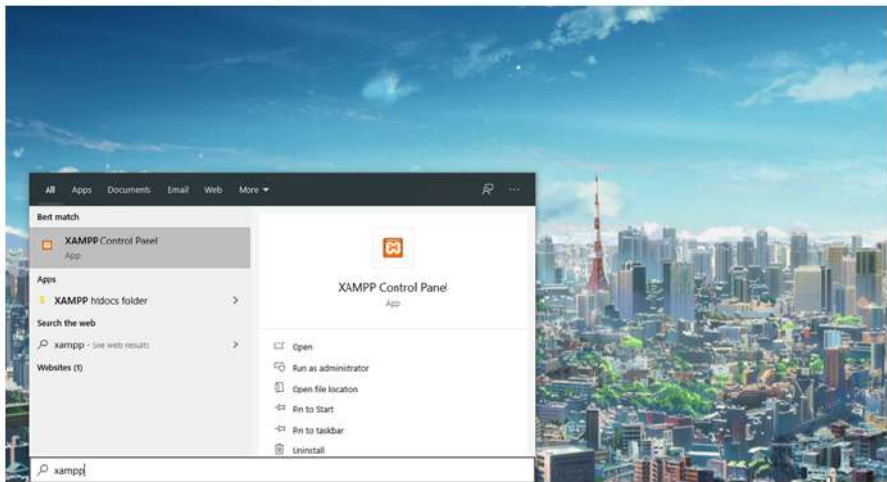 All Apps Documents Email Web More
Best match
XAMPP Control Panel
App
Apps
XAMPP htdocs folder
Search the web
xampp - See web results
Websites (1)
XAMPP Control Panel
App
Open
Run as administrator
Open file location
Pin to Start
Pin to taskbar
Uninstall
xampp